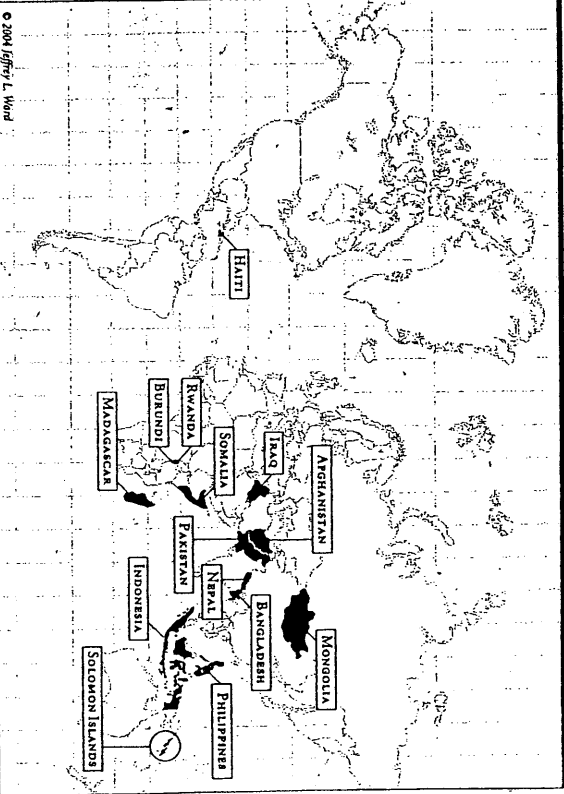 HAITI
AFGHANISTAN
IRAQ
SOMALIA
RWANDA
BURUNDI
MADAGASCAR
MONGOLIA
BANGLADESH
NEPAL
PAKISTAN
PHILIPPINES
INDONESIA
SOLOMON ISLANDS
© 2004 Jeffrey L. Ward